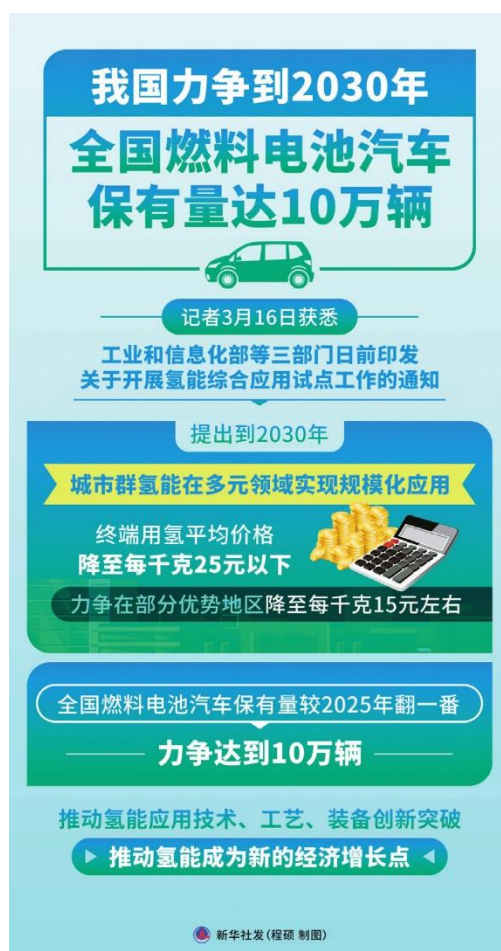 我国力争到2030年
全国燃料电池汽车
保有量达10万辆
记者3月16日获悉
工业和信息化部等三部门日前印发
关于开展氢能综合应用试点工作的通知
提出到2030年
城市群氢能在多元领域实现规模化应用
终端用氢平均价格
降至每千克25元以下
力争在部分优势地区降至每千克15元左右
全国燃料电池汽车保有量较2025年翻一番
力争达到10万辆
推动氢能应用技术、工艺、装备创新突破
推动氢能成为新的经济增长点
新华社发(程硕 制图)